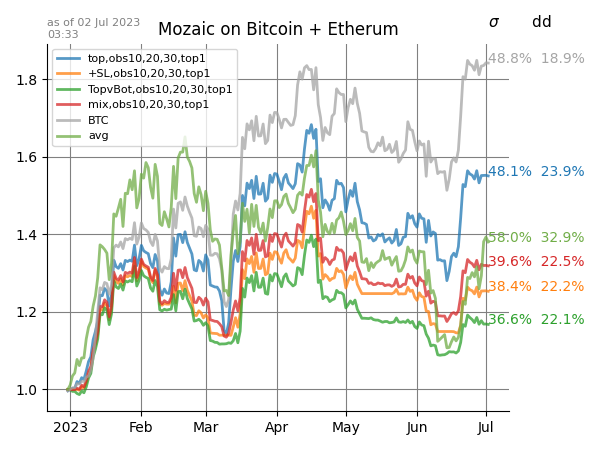 as of 02 Jul 2023
03:33
Mozaic on Bitcoin + Etherum
σ dd
top,obs10,20,30,top1
+SL,obs10,20,30,top1
TopvBot,obs10,20,30,top1
mix,obs10,20,30,top1
BTC
avg
48.8% 18.9%
48.1% 23.9%
58.0% 32.9%
39.6% 22.5%
38.4% 22.2%
36.6% 22.1%
1.8
1.6
1.4
1.2
1.0
2023 Feb Mar Apr May Jun Jul